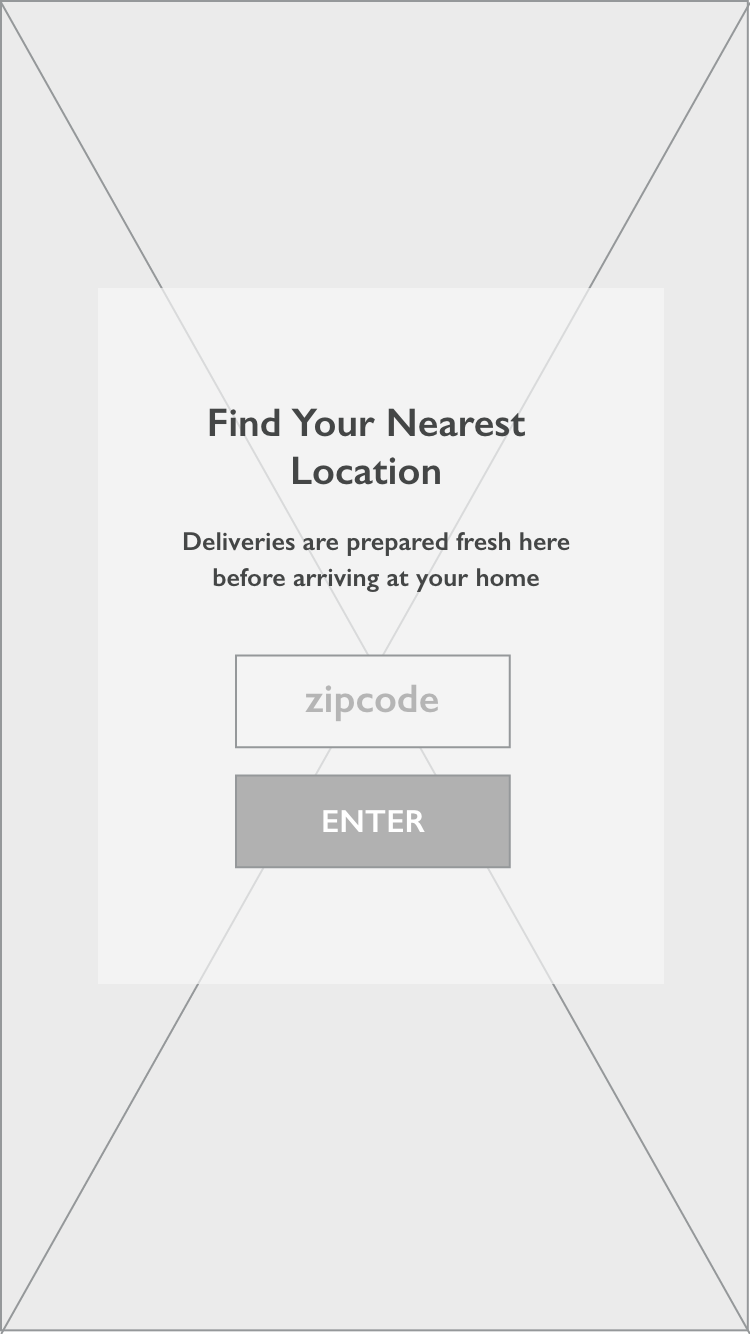 Find Your Nearest
Location
Deliveries are prepared fresh here
before arriving at your home
zipcode
ENTER